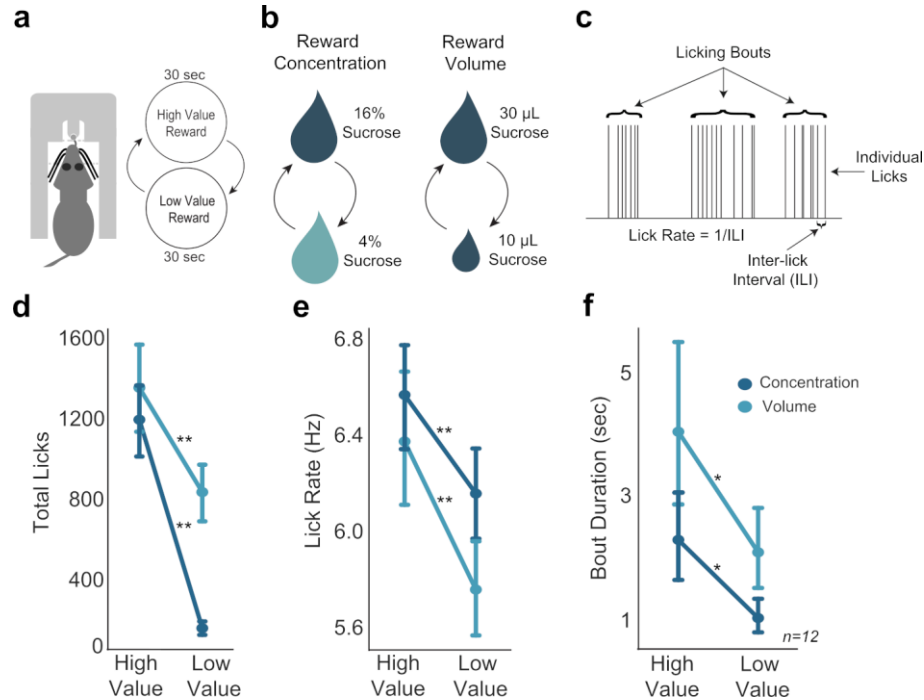 a
30 sec
High Value
Reward
Low Value
Reward
30 sec
b
Reward
Concentration
16%
Sucrose
4%
Sucrose
Reward
Volume
30 µL
Sucrose
10 µL
Sucrose
c
Licking Bouts
Individual
Licks
Lick Rate = 1/ILI
Inter-lick
Interval (ILI)
d
Total Licks
1600
1200
800
400
0
**
**
High
Value
Low
Value
e
Lick Rate (Hz)
6.8
6.4
6.0
5.6
**
**
High
Value
Low
Value
f
Bout Duration (sec)
5
3
1
Concentration
Volume
*
*
n=12
High
Value
Low
Value